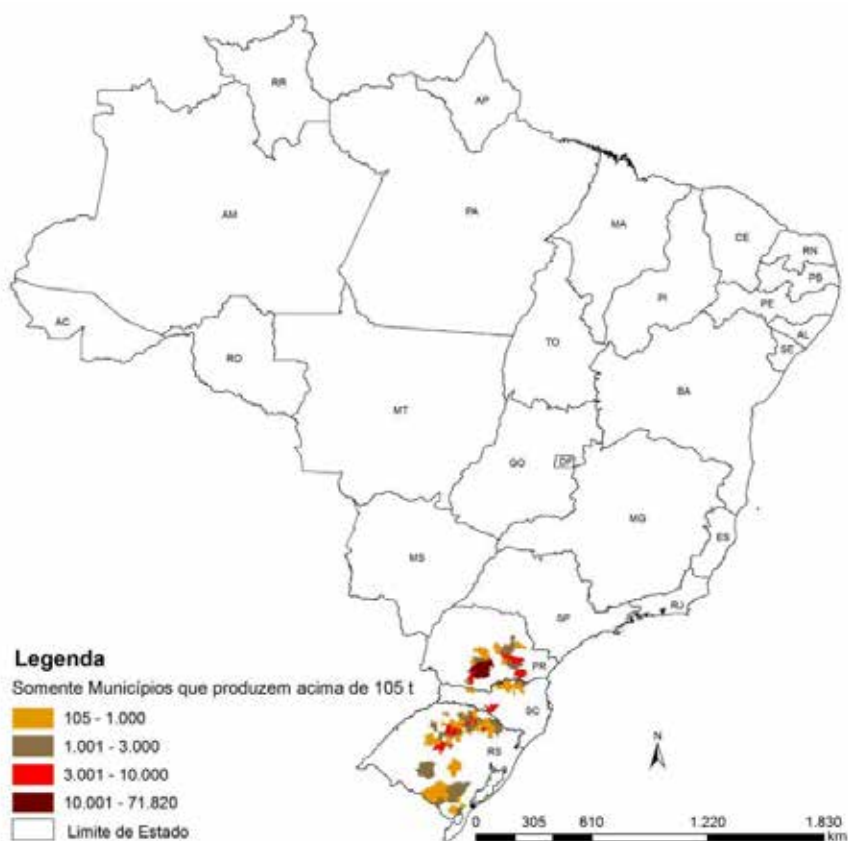 RR
AP
AM
PA
MA
CE
RN
PB
PE
AL
SE
PI
AC
RO
TO
BA
MT
GO
DF
MG
ES
MS
SP
RJ
PR
SC
RS
N
Legenda
Somente Municípios que produzem acima de 105 t
105 - 1.000
1.001 - 3.000
3.001 - 10.000
10.001 - 71.820
Limite de Estado
0 305 610 1.220 1.830
km